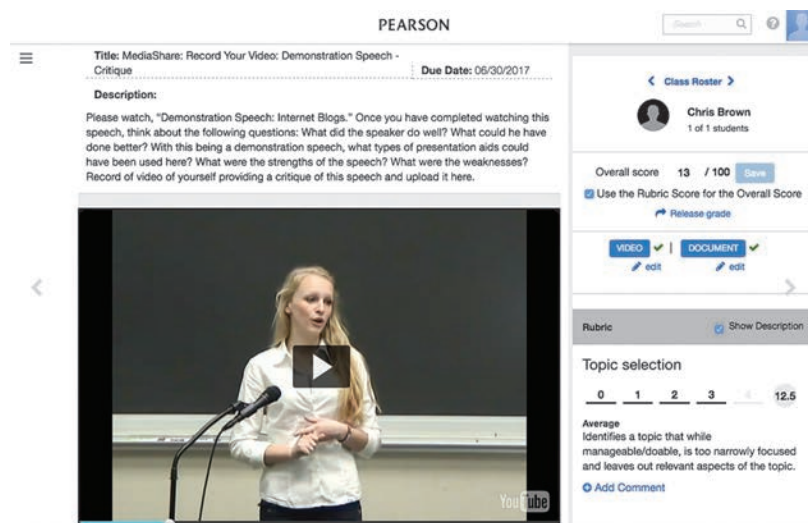 PEARSON
Search
Title: MediaShare: Record Your Video: Demonstration Speech -
Critique
Due Date: 06/30/2017
Description:
Please watch, "Demonstration Speech: Internet Blogs." Once you have completed watching this
speech, think about the following questions: What did the speaker do well? What could he have
done better? With this being a demonstration speech, what types of presentation aids could
have been used here? What were the strengths of the speech? What were the weaknesses?
Record of video of yourself providing a critique of this speech and upload it here.
YouTube
Class Roster
Chris Brown
1 of 1 students
Overall score 13 / 100 Save
Use the Rubric Score for the Overall Score
Release grade
VIDEO | DOCUMENT
edit edit
Rubric Show Description
Topic selection
0 1 2 3 4 12.5
Average
Identifies a topic that while
manageable/doable, is too narrowly focused
and leaves out relevant aspects of the topic.
Add Comment